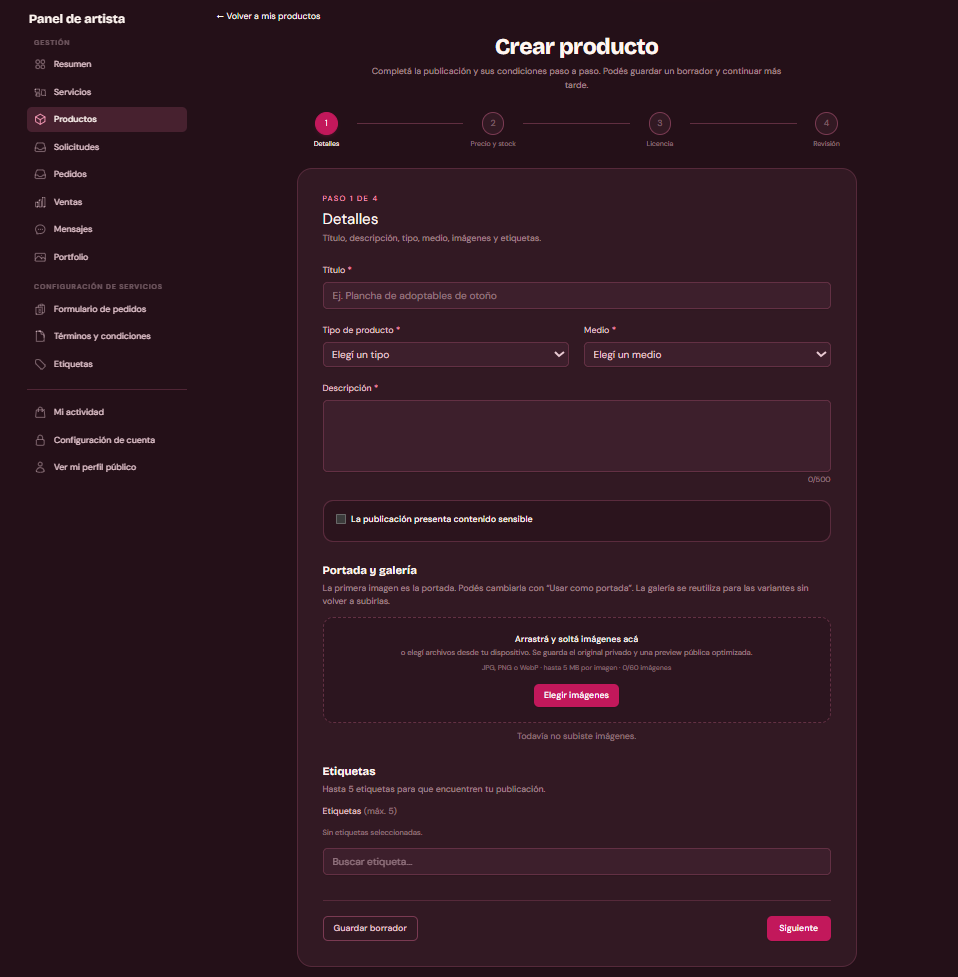 Panel de artista
GESTIÓN
Resumen
Servicios
Productos
Solicitudes
Pedidos
Ventas
Mensajes
Portfolio
CONFIGURACIÓN DE SERVICIOS
Formulario de pedidos
Términos y condiciones
Etiquetas
Mi actividad
Configuración de cuenta
Ver mi perfil público
← Volver a mis productos
Crear producto
Completá la publicación y sus condiciones paso a paso. Podés guardar un borrador y continuar más
tarde.
1
2
3
4
Detalles
Precio y stock
Licencia
Revisión
PASO 1 DE 4
Detalles
Título, descripción, tipo, medio, imágenes y etiquetas.
Título *
Ej. Plancha de adoptables de otoño
Tipo de producto *
Medio *
Elegí un tipo
Elegí un medio
Descripción *
0/500
La publicación presenta contenido sensible
Portada y galería
La primera imagen es la portada. Podés cambiarla con “Usar como portada”. La galería se reutiliza para las variantes sin
volver a subirlas.
Arrastrá y soltá imágenes acá
o elegí archivos desde tu dispositivo. Se guarda el original privado y una preview pública optimizada.
JPG, PNG o WebP · hasta 5 MB por imagen · 0/60 imágenes
Elegir imágenes
Todavía no subiste imágenes.
Etiquetas
Hasta 5 etiquetas para que encuentren tu publicación.
Etiquetas (máx. 5)
Sin etiquetas seleccionadas.
Buscar etiqueta...
Guardar borrador
Siguiente